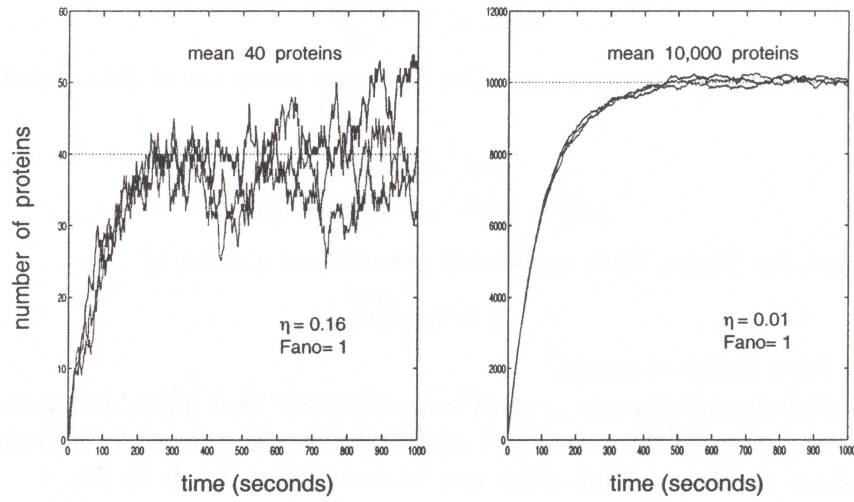 60
50
40
30
20
10
0
number of proteins
mean 40 proteins
η = 0.16
Fano= 1
0 100 200 300 400 500 600 700 800 900 1000
time (seconds)
12000
10000
8000
6000
4000
2000
0
mean 10,000 proteins
η = 0.01
Fano= 1
0 100 200 300 400 500 600 700 800 900 1000
time (seconds)